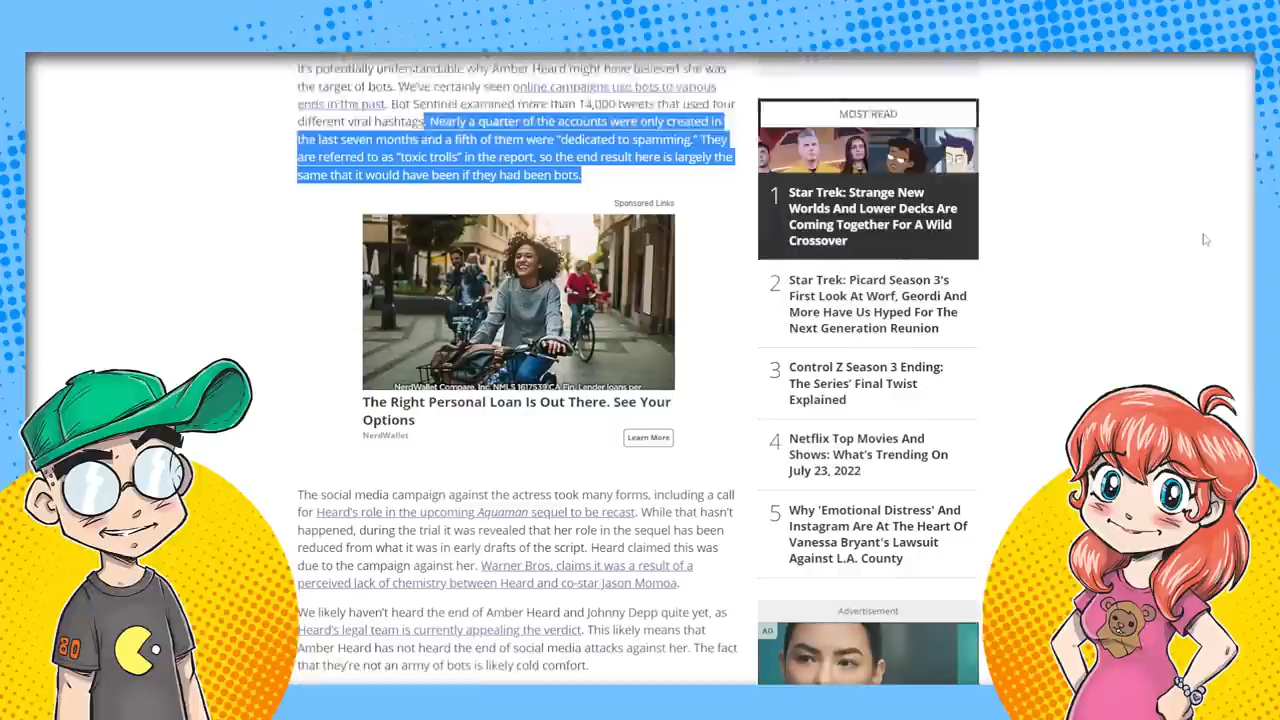 It's potentially understandable why Amber Heard might have believed she was
the target of bots. We've certainly seen online campaigns use bots to various
ends in the past. Bot Sentinel examined more than 14,000 tweets that used four
different viral hashtags. Nearly a quarter of the accounts were only created in
the last seven months and a fifth of them were "dedicated to spamming." They
are referred to as "toxic trolls" in the report, so the end result here is largely the
same that it would have been if they had been bots.
Sponsored Links
NerdWallet Compare, Inc. NMLS 1617539 CA Fin. Lender loans per
The Right Personal Loan Is Out There. See Your
Options
NerdWallet
Learn More
The social media campaign against the actress took many forms, including a call
for Heard's role in the upcoming Aquaman sequel to be recast. While that hasn't
happened, during the trial it was revealed that her role in the sequel has been
reduced from what it was in early drafts of the script. Heard claimed this was
due to the campaign against her. Warner Bros. claims it was a result of a
perceived lack of chemistry between Heard and co-star Jason Momoa.
We likely haven't heard the end of Amber Heard and Johnny Depp quite yet, as
Heard's legal team is currently appealing the verdict. This likely means that
Amber Heard has not heard the end of social media attacks against her. The fact
that they're not an army of bots is likely cold comfort.
MOST READ
1 Star Trek: Strange New
Worlds And Lower Decks Are
Coming Together For A Wild
Crossover
2 Star Trek: Picard Season 3's
First Look At Worf, Geordi And
More Have Us Hyped For The
Next Generation Reunion
3 Control Z Season 3 Ending:
The Series' Final Twist
Explained
4 Netflix Top Movies And
Shows: What's Trending On
July 23, 2022
5 Why 'Emotional Distress' And
Instagram Are At The Heart Of
Vanessa Bryant's Lawsuit
Against L.A. County
Advertisement
AD
80